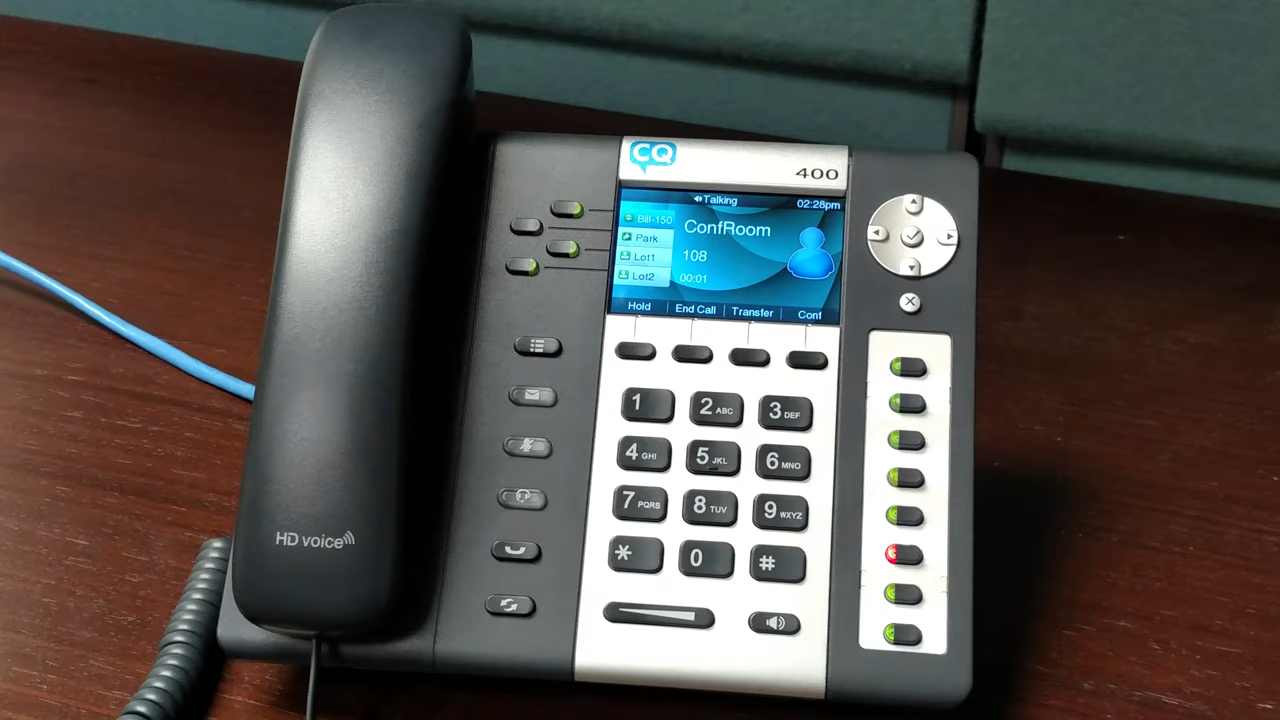 CQ
400
Talking 02:28pm
Bill-150
Park
Lot1
Lot2
ConfRoom
108
00:01
Hold End Call Transfer Conf
1 2 ABC 3 DEF
4 GHI 5 JKL 6 MNO
7 PQRS 8 TUV 9 WXYZ
* 0 #
HD voice